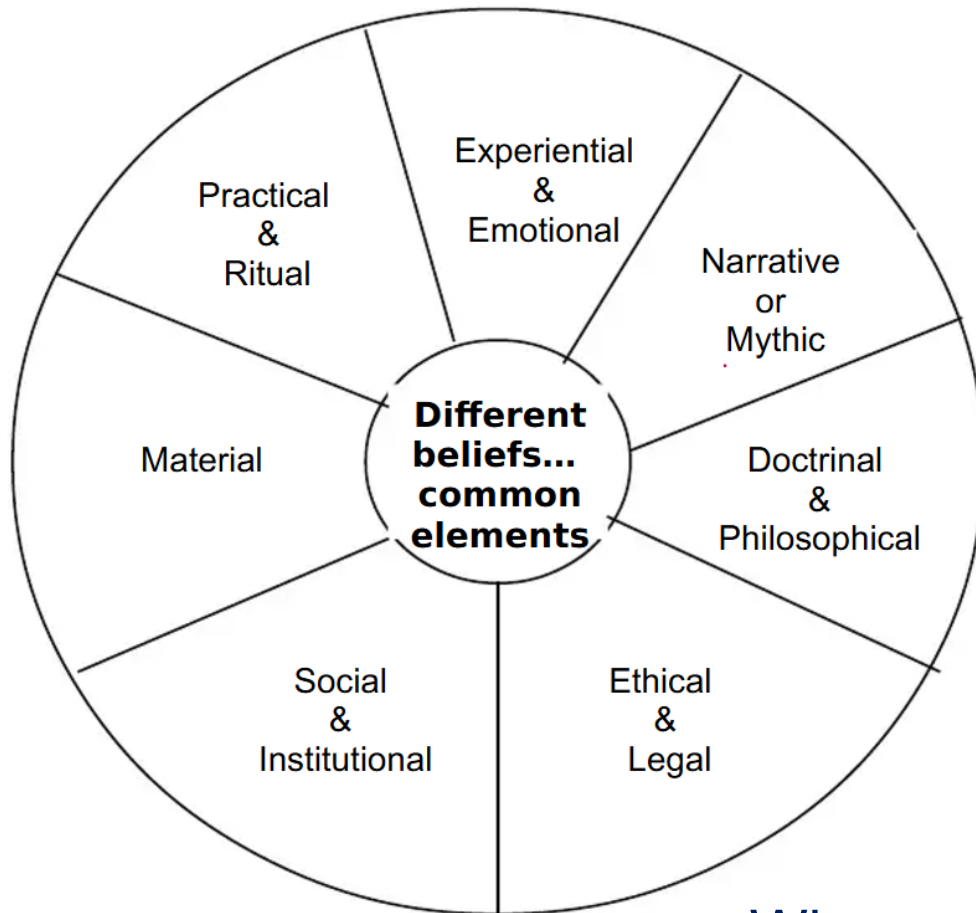 Experiential
&
Emotional
Practical
&
Ritual
Narrative
or
Mythic
Different
beliefs...
common
elements
Material
Doctrinal
&
Philosophical
Social
&
Institutional
Ethical
&
Legal